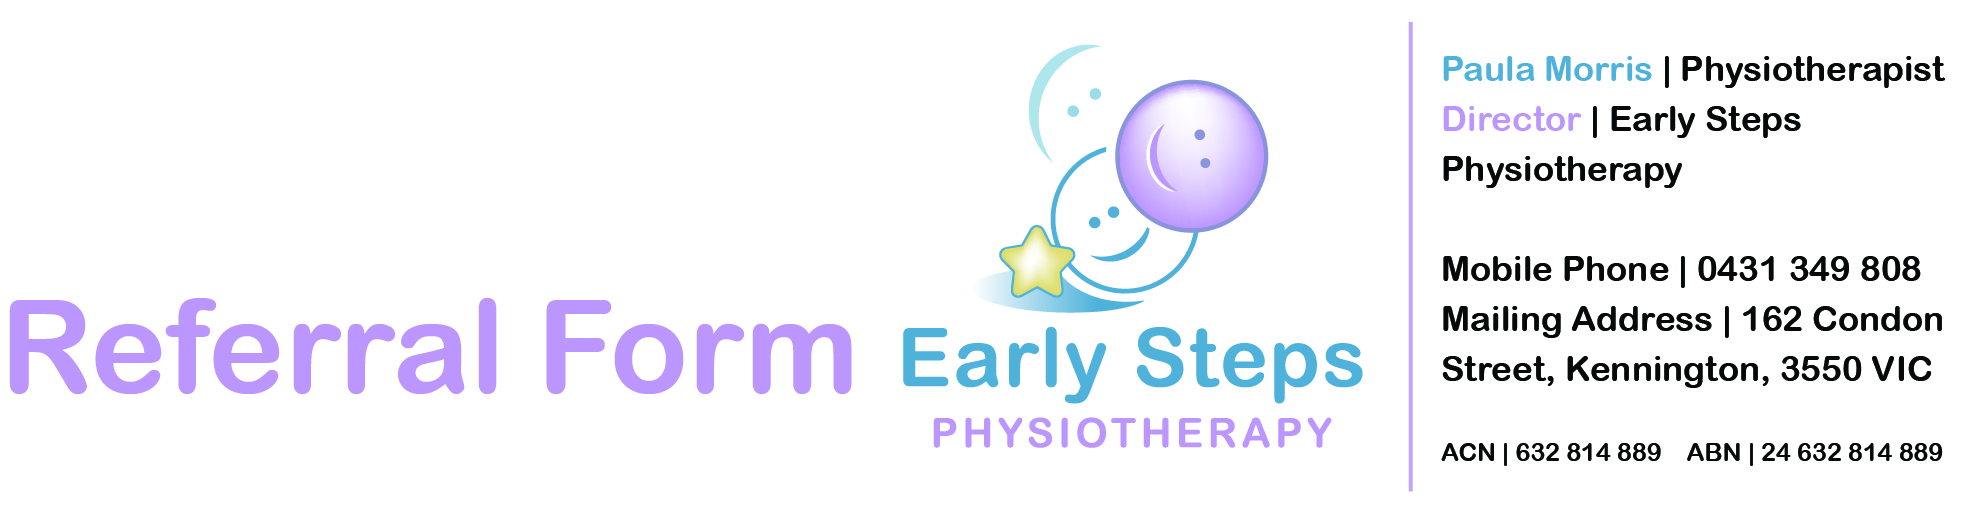 Referral Form
Early Steps
PHYSIOTHERAPY
Paula Morris | Physiotherapist
Director | Early Steps
Physiotherapy
Mobile Phone | 0431 349 808
Mailing Address | 162 Condon
Street, Kennington, 3550 VIC
ACN | 632 814 889 ABN | 24 632 814 889